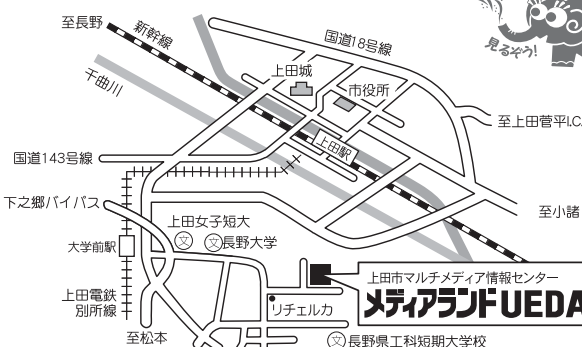 至長野
新幹線
国道18号線
見るぞう!
千曲川
上田城
市役所
至上田菅平I.C.
上田駅
国道143号線
下之郷バイパス
至小諸
上田女子短大
文
文長野大学
大学前駅
上田市マルチメディア情報センター
メディアランドUEDA
上田電鉄
別所線
リチェルカ
至松本
文長野県工科短期大学校